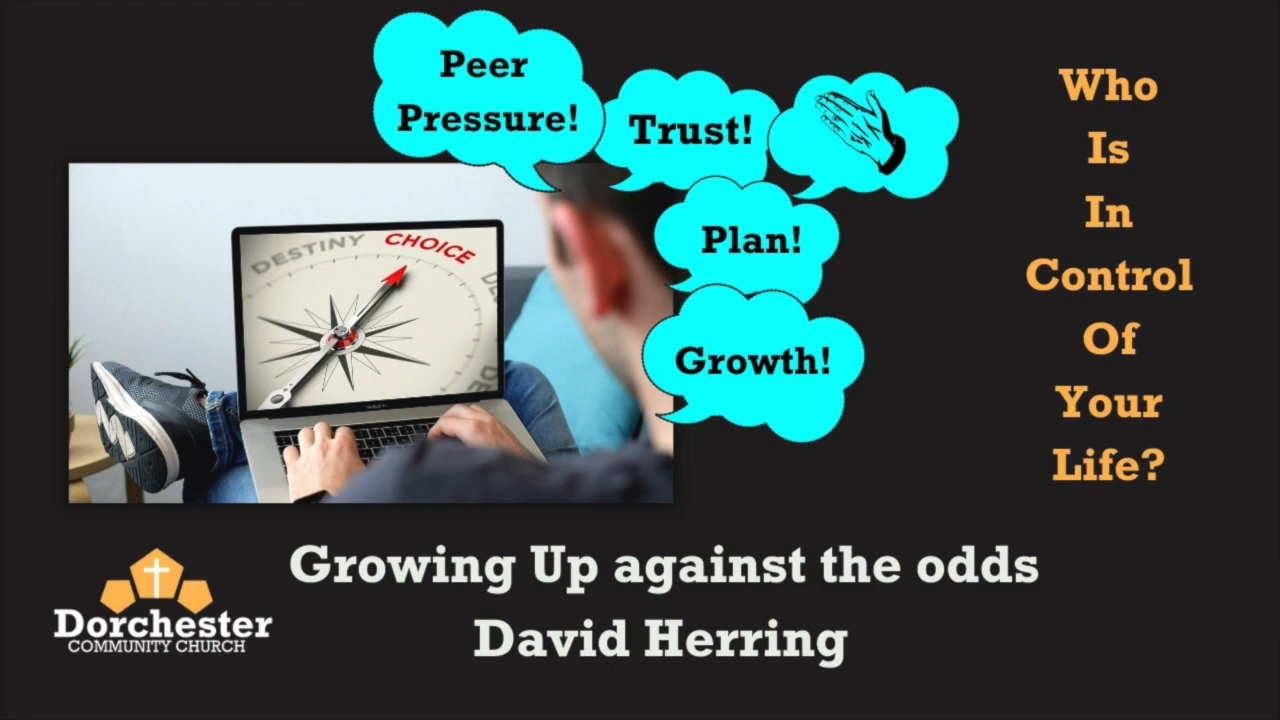 Peer
Pressure!
Trust!
Plan!
Growth!
DESTINY
CHOICE
Who
Is
In
Control
Of
Your
Life?
Growing Up against the odds
David Herring
Dorchester
COMMUNITY CHURCH